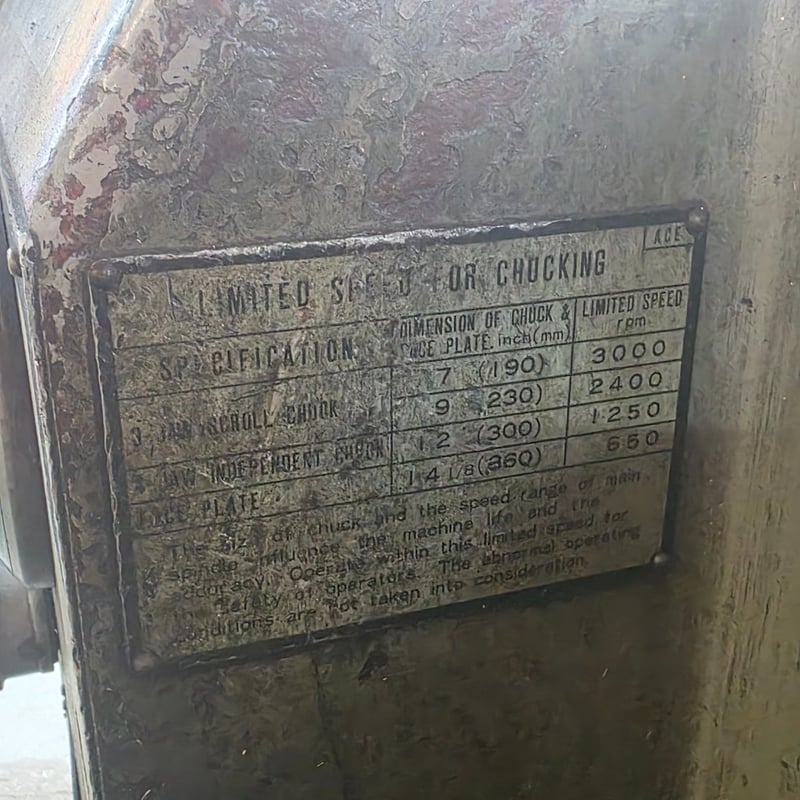 ACE
LIMITED SPEED FOR CHUCKING
SPECIFICATION
DIMENSION OF CHUCK & FACE PLATE. inch(mm)
LIMITED SPEED rpm
3 JAW SCROLL CHUCK
7 (190) 3000
9 (230) 2400
JAW INDEPENDENT CHUCK 12 (300) 1250
FACE PLATE 14 1/8(360) 650
The size of chuck and the speed range of main
spindle influence the machine life and the
accuracy. Operate within this limited speed for
the safety of operators. The abnormal operating
conditions are not taken into consideration.